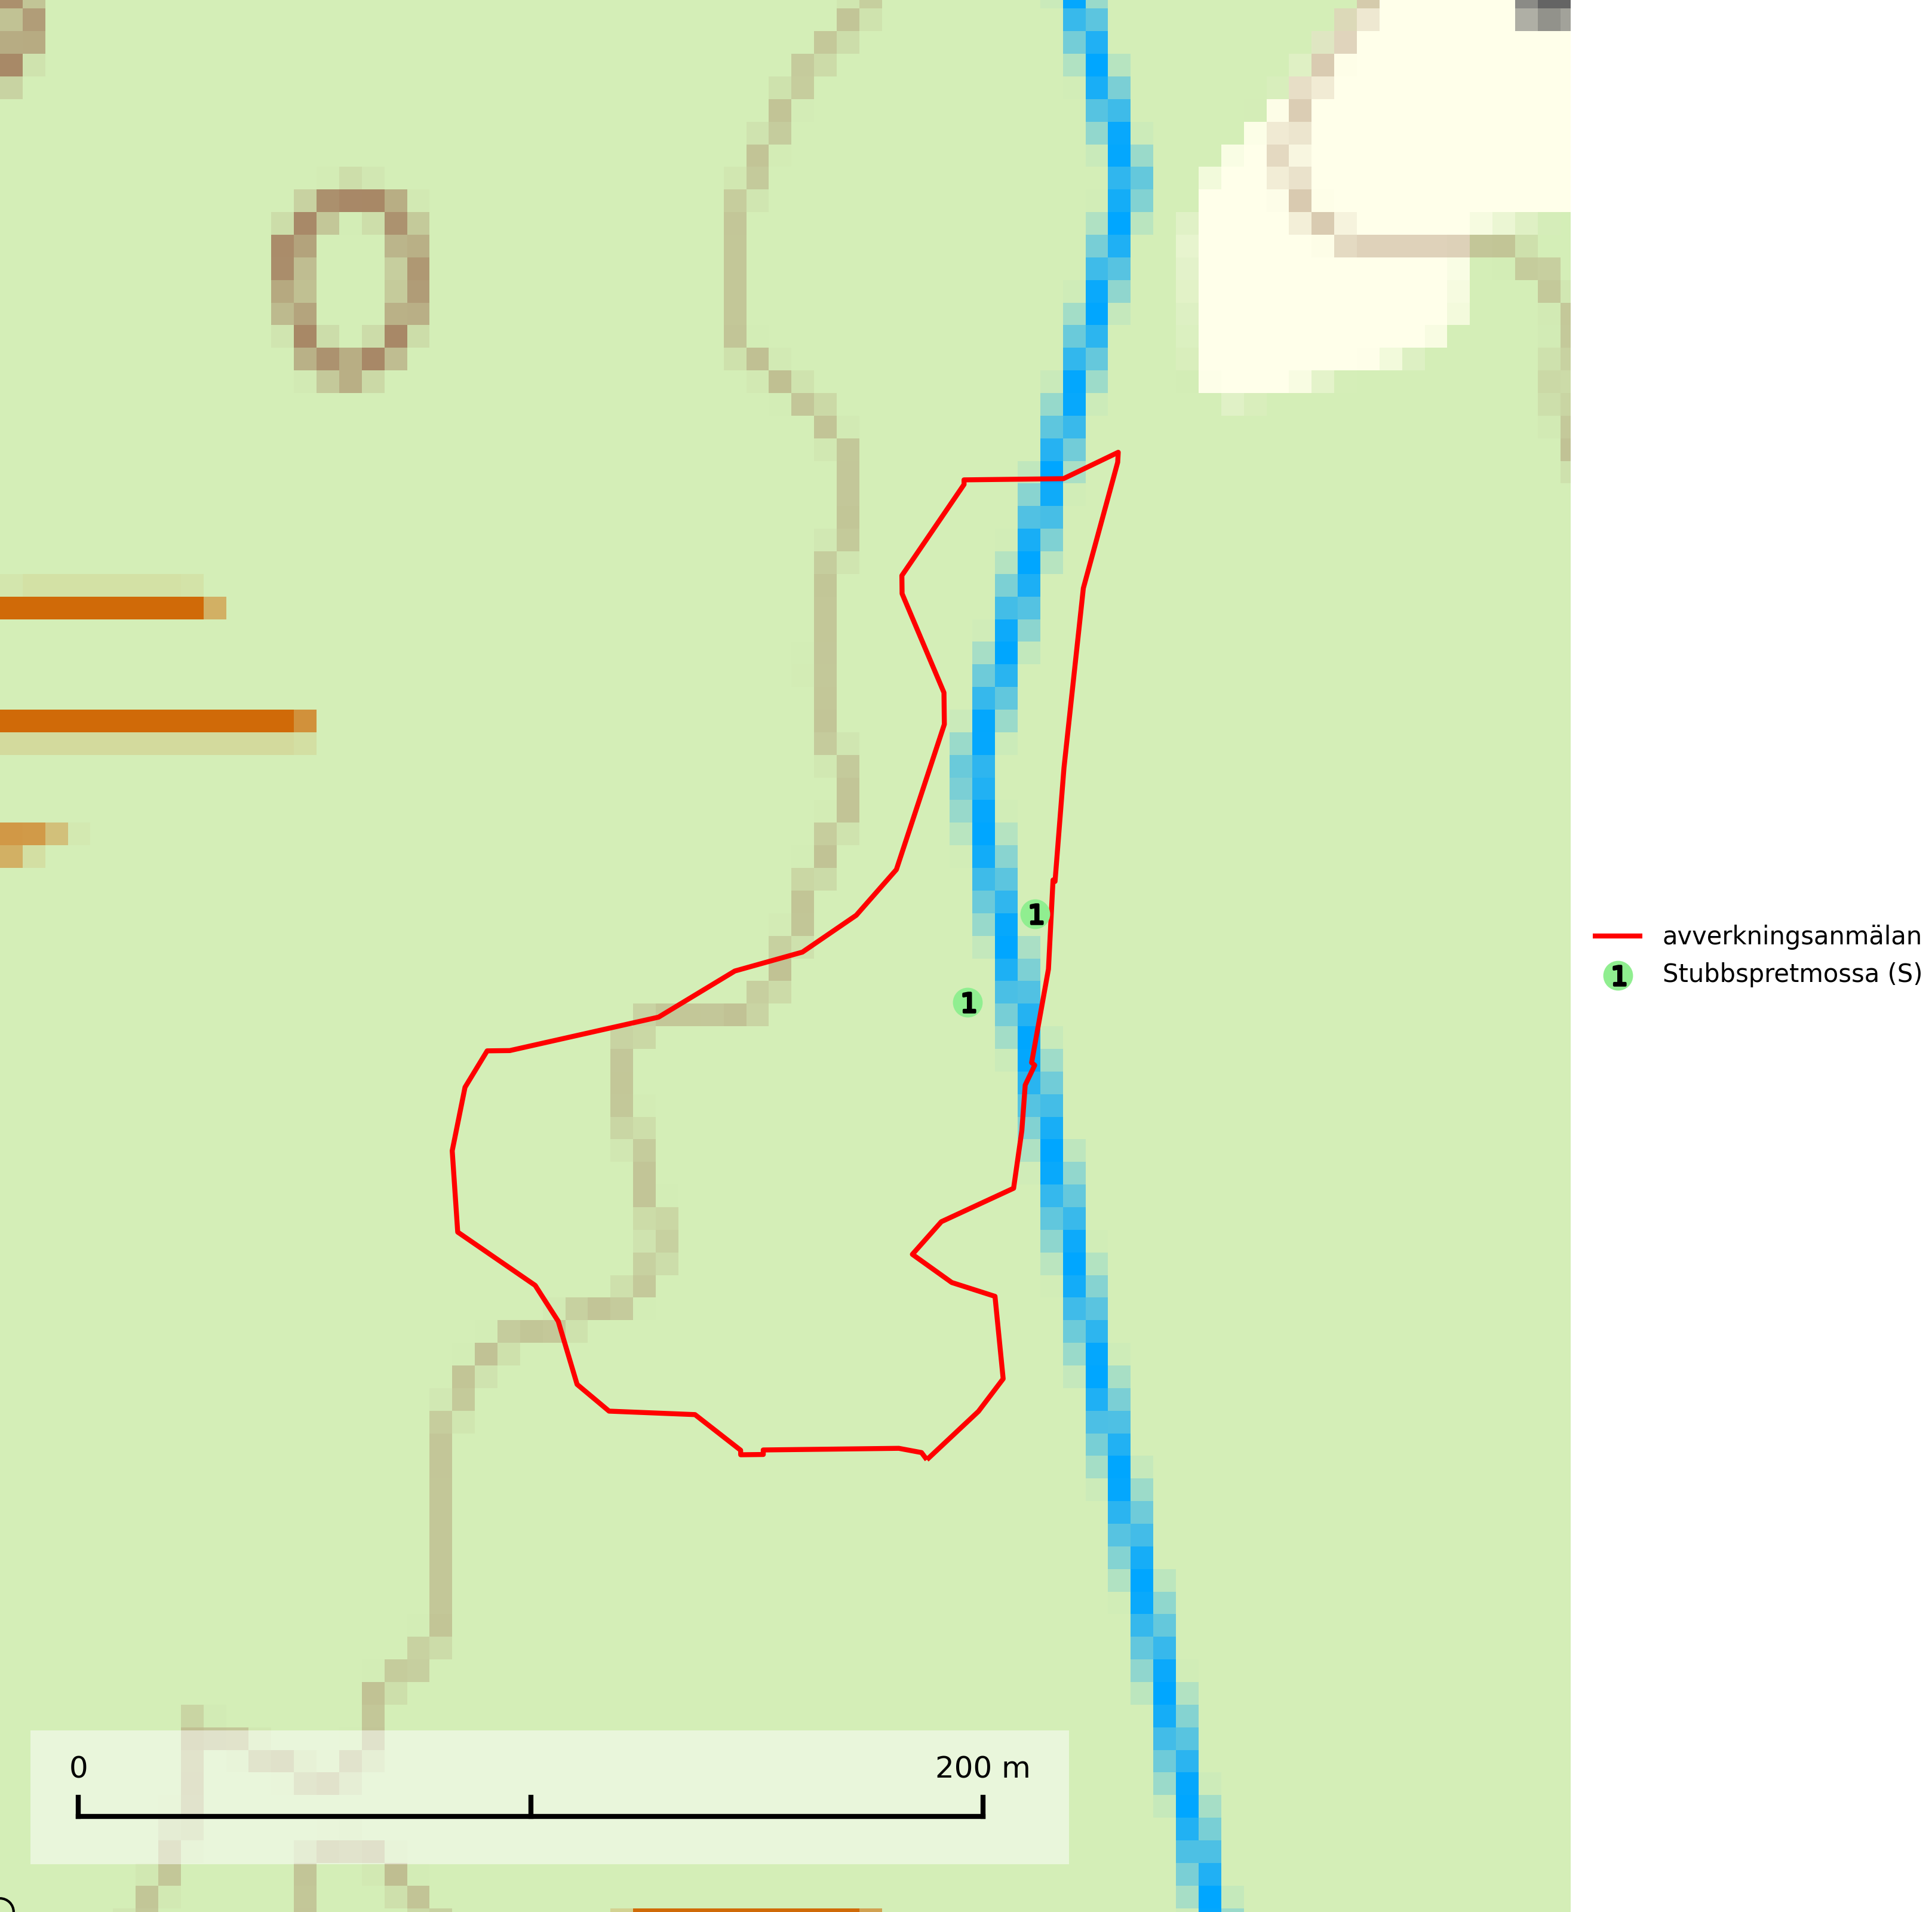 1
1
avverkningsanmälan
1 Stubbspretmossa (S)
0 200 m